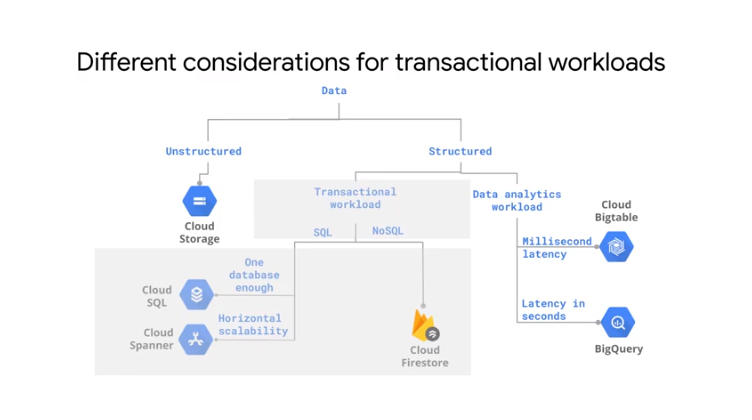 Different considerations for transactional workloads
Data
Unstructured
Structured
Transactional
workload
Data analytics
workload
Cloud
Storage
Cloud
Bigtable
SQL
NoSQL
Millisecond
latency
One
database
enough
Cloud
SQL
Horizontal
scalability
Cloud
Spanner
Latency in
seconds
Cloud
Firestore
BigQuery